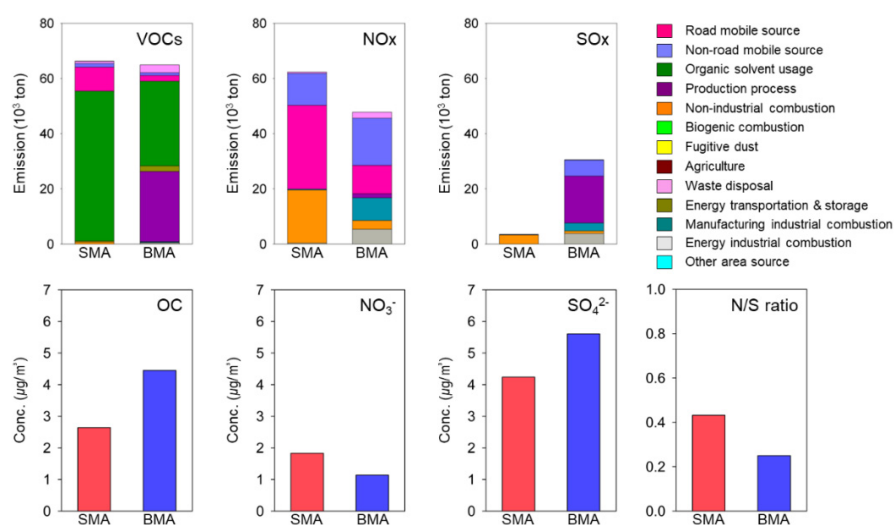 80
60
40
20
0
Emission (10³ ton)
VOCs
SMA
BMA
80
60
40
20
0
Emission (10³ ton)
NOx
SMA
BMA
80
60
40
20
0
Emission (10³ ton)
SOx
SMA
BMA
Road mobile source
Non-road mobile source
Organic solvent usage
Production process
Non-industrial combustion
Biogenic combustion
Fugitive dust
Agriculture
Waste disposal
Energy transportation & storage
Manufacturing industrial combustion
Energy industrial combustion
Other area source
7
6
5
4
3
2
1
0
Conc. (µg/m³)
OC
SMA
BMA
7
6
5
4
3
2
1
0
Conc. (µg/m³)
NO₃⁻
SMA
BMA
7
6
5
4
3
2
1
0
Conc. (µg/m³)
SO₄²⁻
SMA
BMA
1.0
0.8
0.6
0.4
0.2
0.0
N/S ratio
SMA
BMA